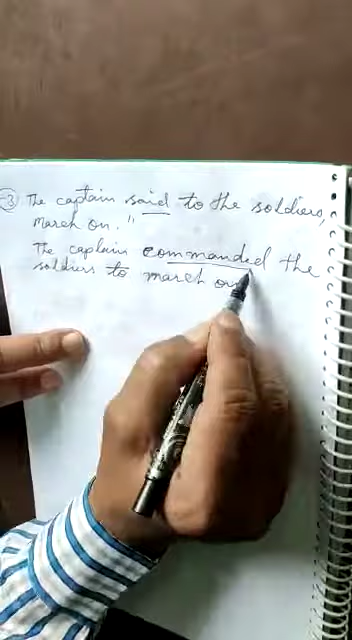 -3 The captain said to the soldiers,
march on."
The captain commanded the
soldiers to march on